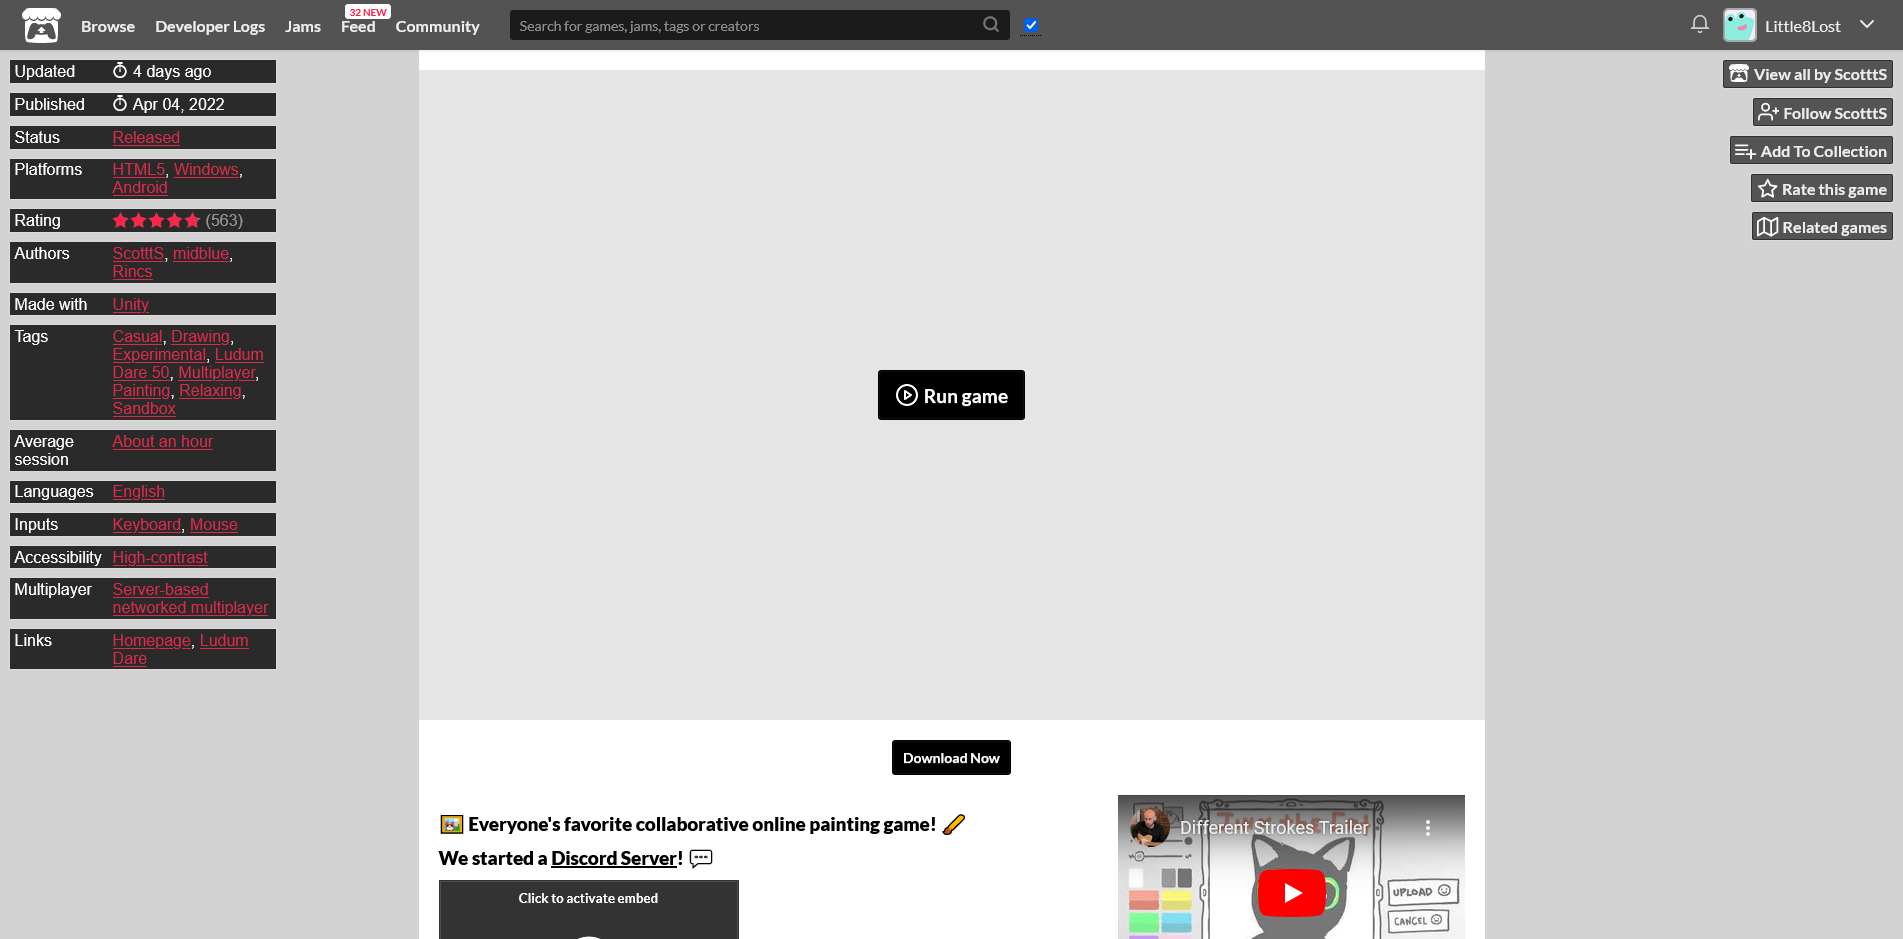 Browse
Developer Logs
Jams
32 NEW
Feed
Community
Search for games, jams, tags or creators
Little8Lost
Updated 4 days ago
Published Apr 04, 2022
Status Released
Platforms HTML5, Windows,
Android
Rating (563)
Authors ScotttS, midblue,
Rincs
Made with Unity
Tags Casual, Drawing,
Experimental, Ludum
Dare 50, Multiplayer,
Painting, Relaxing,
Sandbox
Average About an hour
session
Languages English
Inputs Keyboard, Mouse
Accessibility High-contrast
Multiplayer Server-based
networked multiplayer
Links Homepage, Ludum
Dare
View all by ScotttS
Follow ScotttS
Add To Collection
Rate this game
Related games
Run game
Download Now
Everyone's favorite collaborative online painting game!
We started a Discord Server!
Click to activate embed
Different Strokes Trailer
UPLOAD
CANCEL